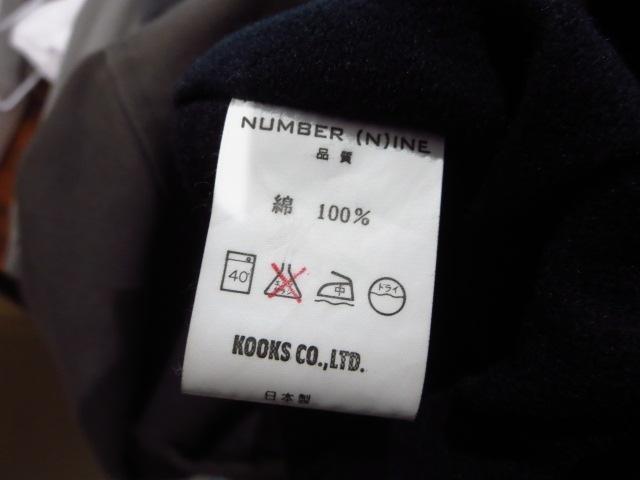 NUMBER (N)INE
品質
綿 100%
40 中 ドライ
KOOKS CO.,LTD.
日本製